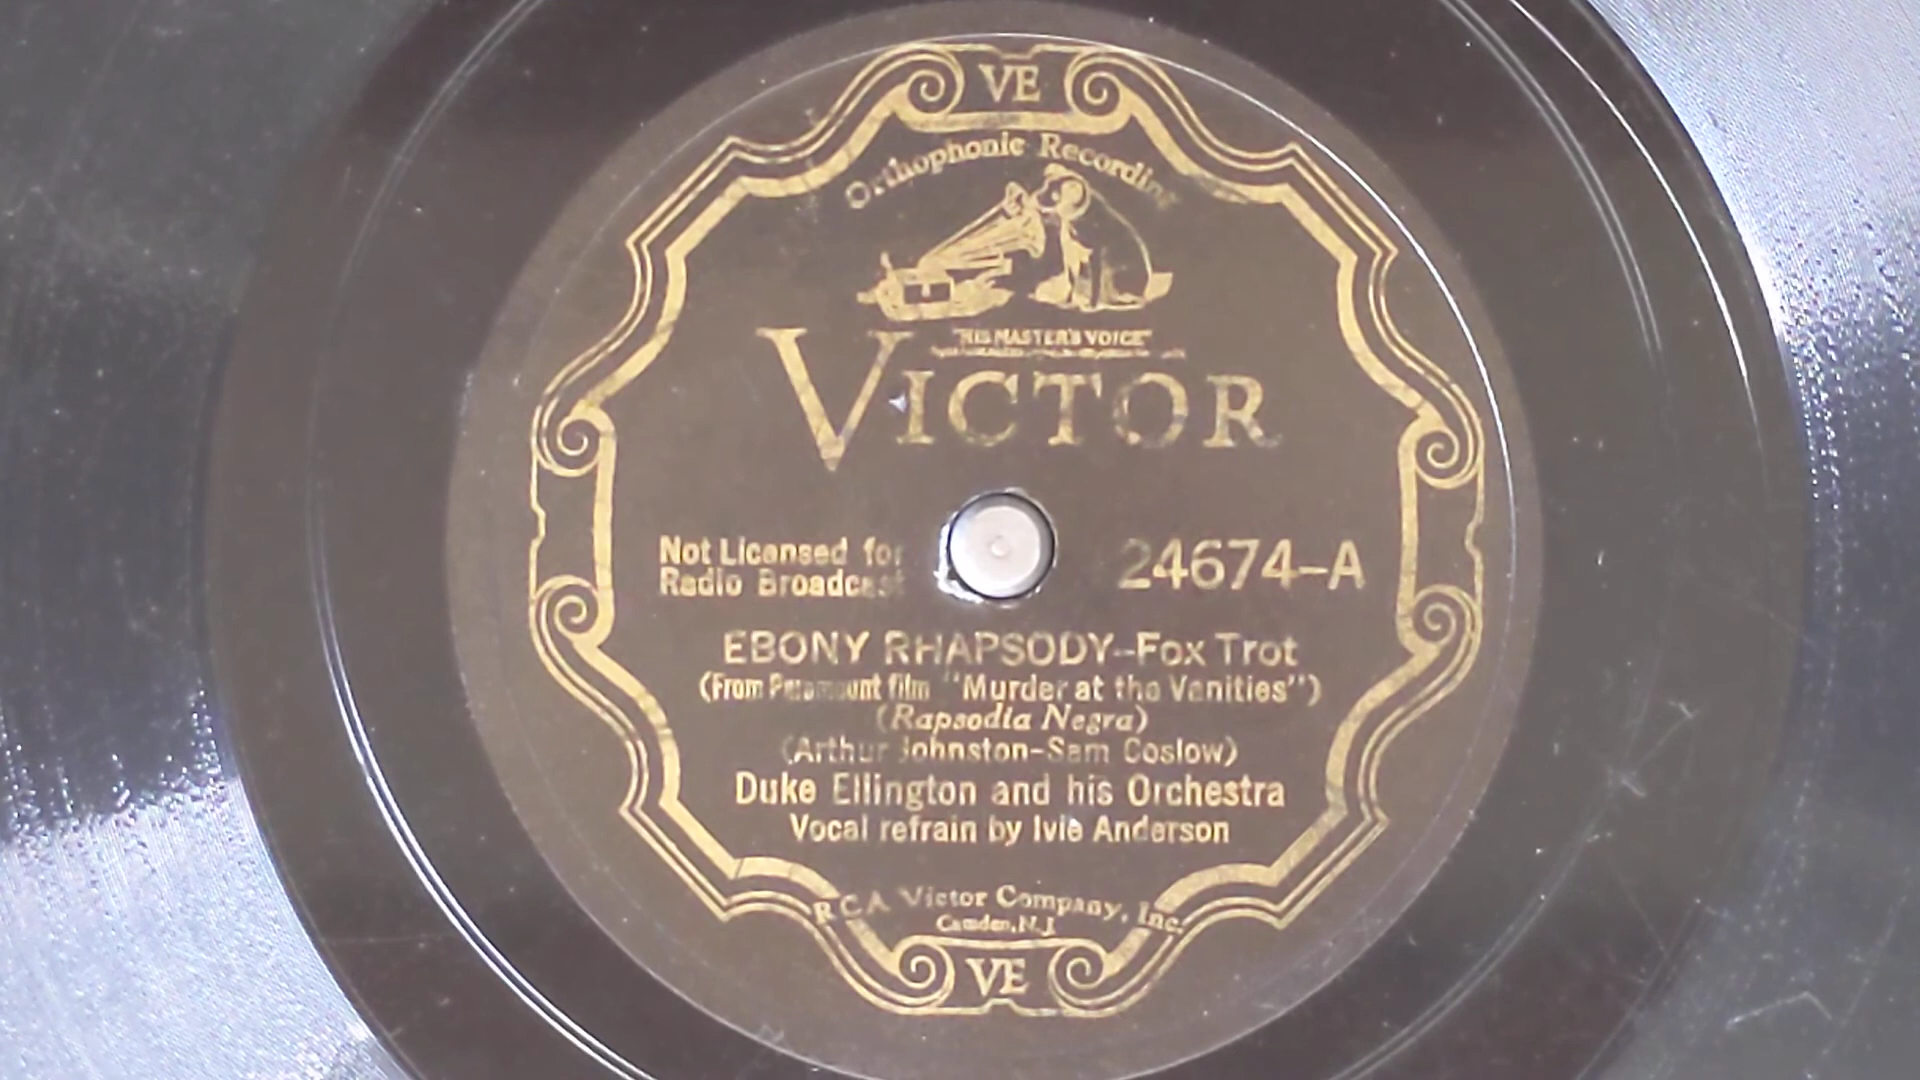 VE
Orthophonic Recording
"HIS MASTER'S VOICE"
VICTOR
Not Licensed for
Radio Broadcast
24674-A
EBONY RHAPSODY-Fox Trot
(From Paramount film "Murder at the Vanities")
(Rapsodia Negra)
(Arthur Johnston-Sam Coslow)
Duke Ellington and his Orchestra
Vocal refrain by Ivie Anderson
RCA Victor Company, Inc.
Camden, N.J.
VE